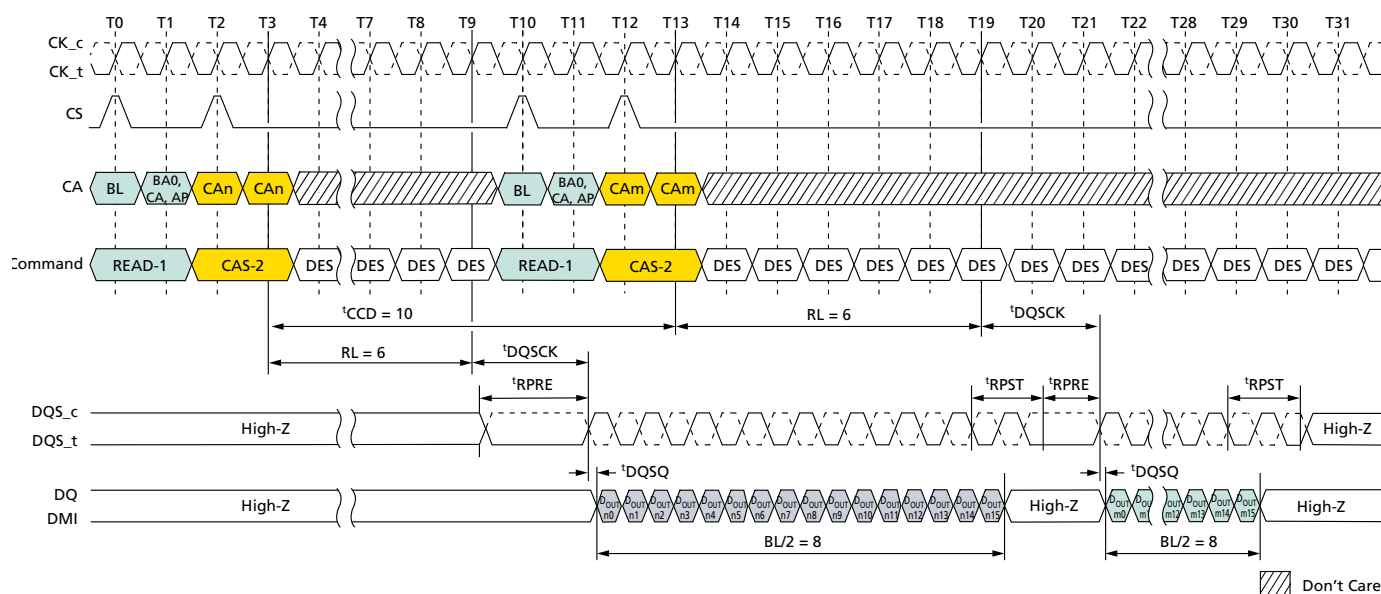 T0 T1 T2 T3 T4 T7 T8 T9 T10 T11 T12 T13 T14 T15 T16 T17 T18 T19 T20 T21 T22 T28 T29 T30 T31
CK_c
CK_t
CS
CA BL BA0, CA, AP CAn CAn BL BA0, CA, AP CAm CAm
Command READ-1 CAS-2 DES DES DES DES READ-1 CAS-2 DES DES DES DES DES DES DES DES DES DES DES DES DES
tCCD = 10 RL = 6 tDQSCK
RL = 6 tDQSCK
tRPRE tRPST tRPRE tRPST
DQS_c
DQS_t High-Z High-Z
tDQSQ tDQSQ
DQ
DMI High-Z DOUT n0 DOUT n1 DOUT n2 DOUT n3 DOUT n4 DOUT n5 DOUT n6 DOUT n7 DOUT n8 DOUT n9 DOUT n10 DOUT n11 DOUT n12 DOUT n13 DOUT n14 DOUT n15 High-Z DOUT m0 DOUT m12 DOUT m13 DOUT m14 DOUT m15 High-Z
BL/2 = 8 BL/2 = 8
Don't Care